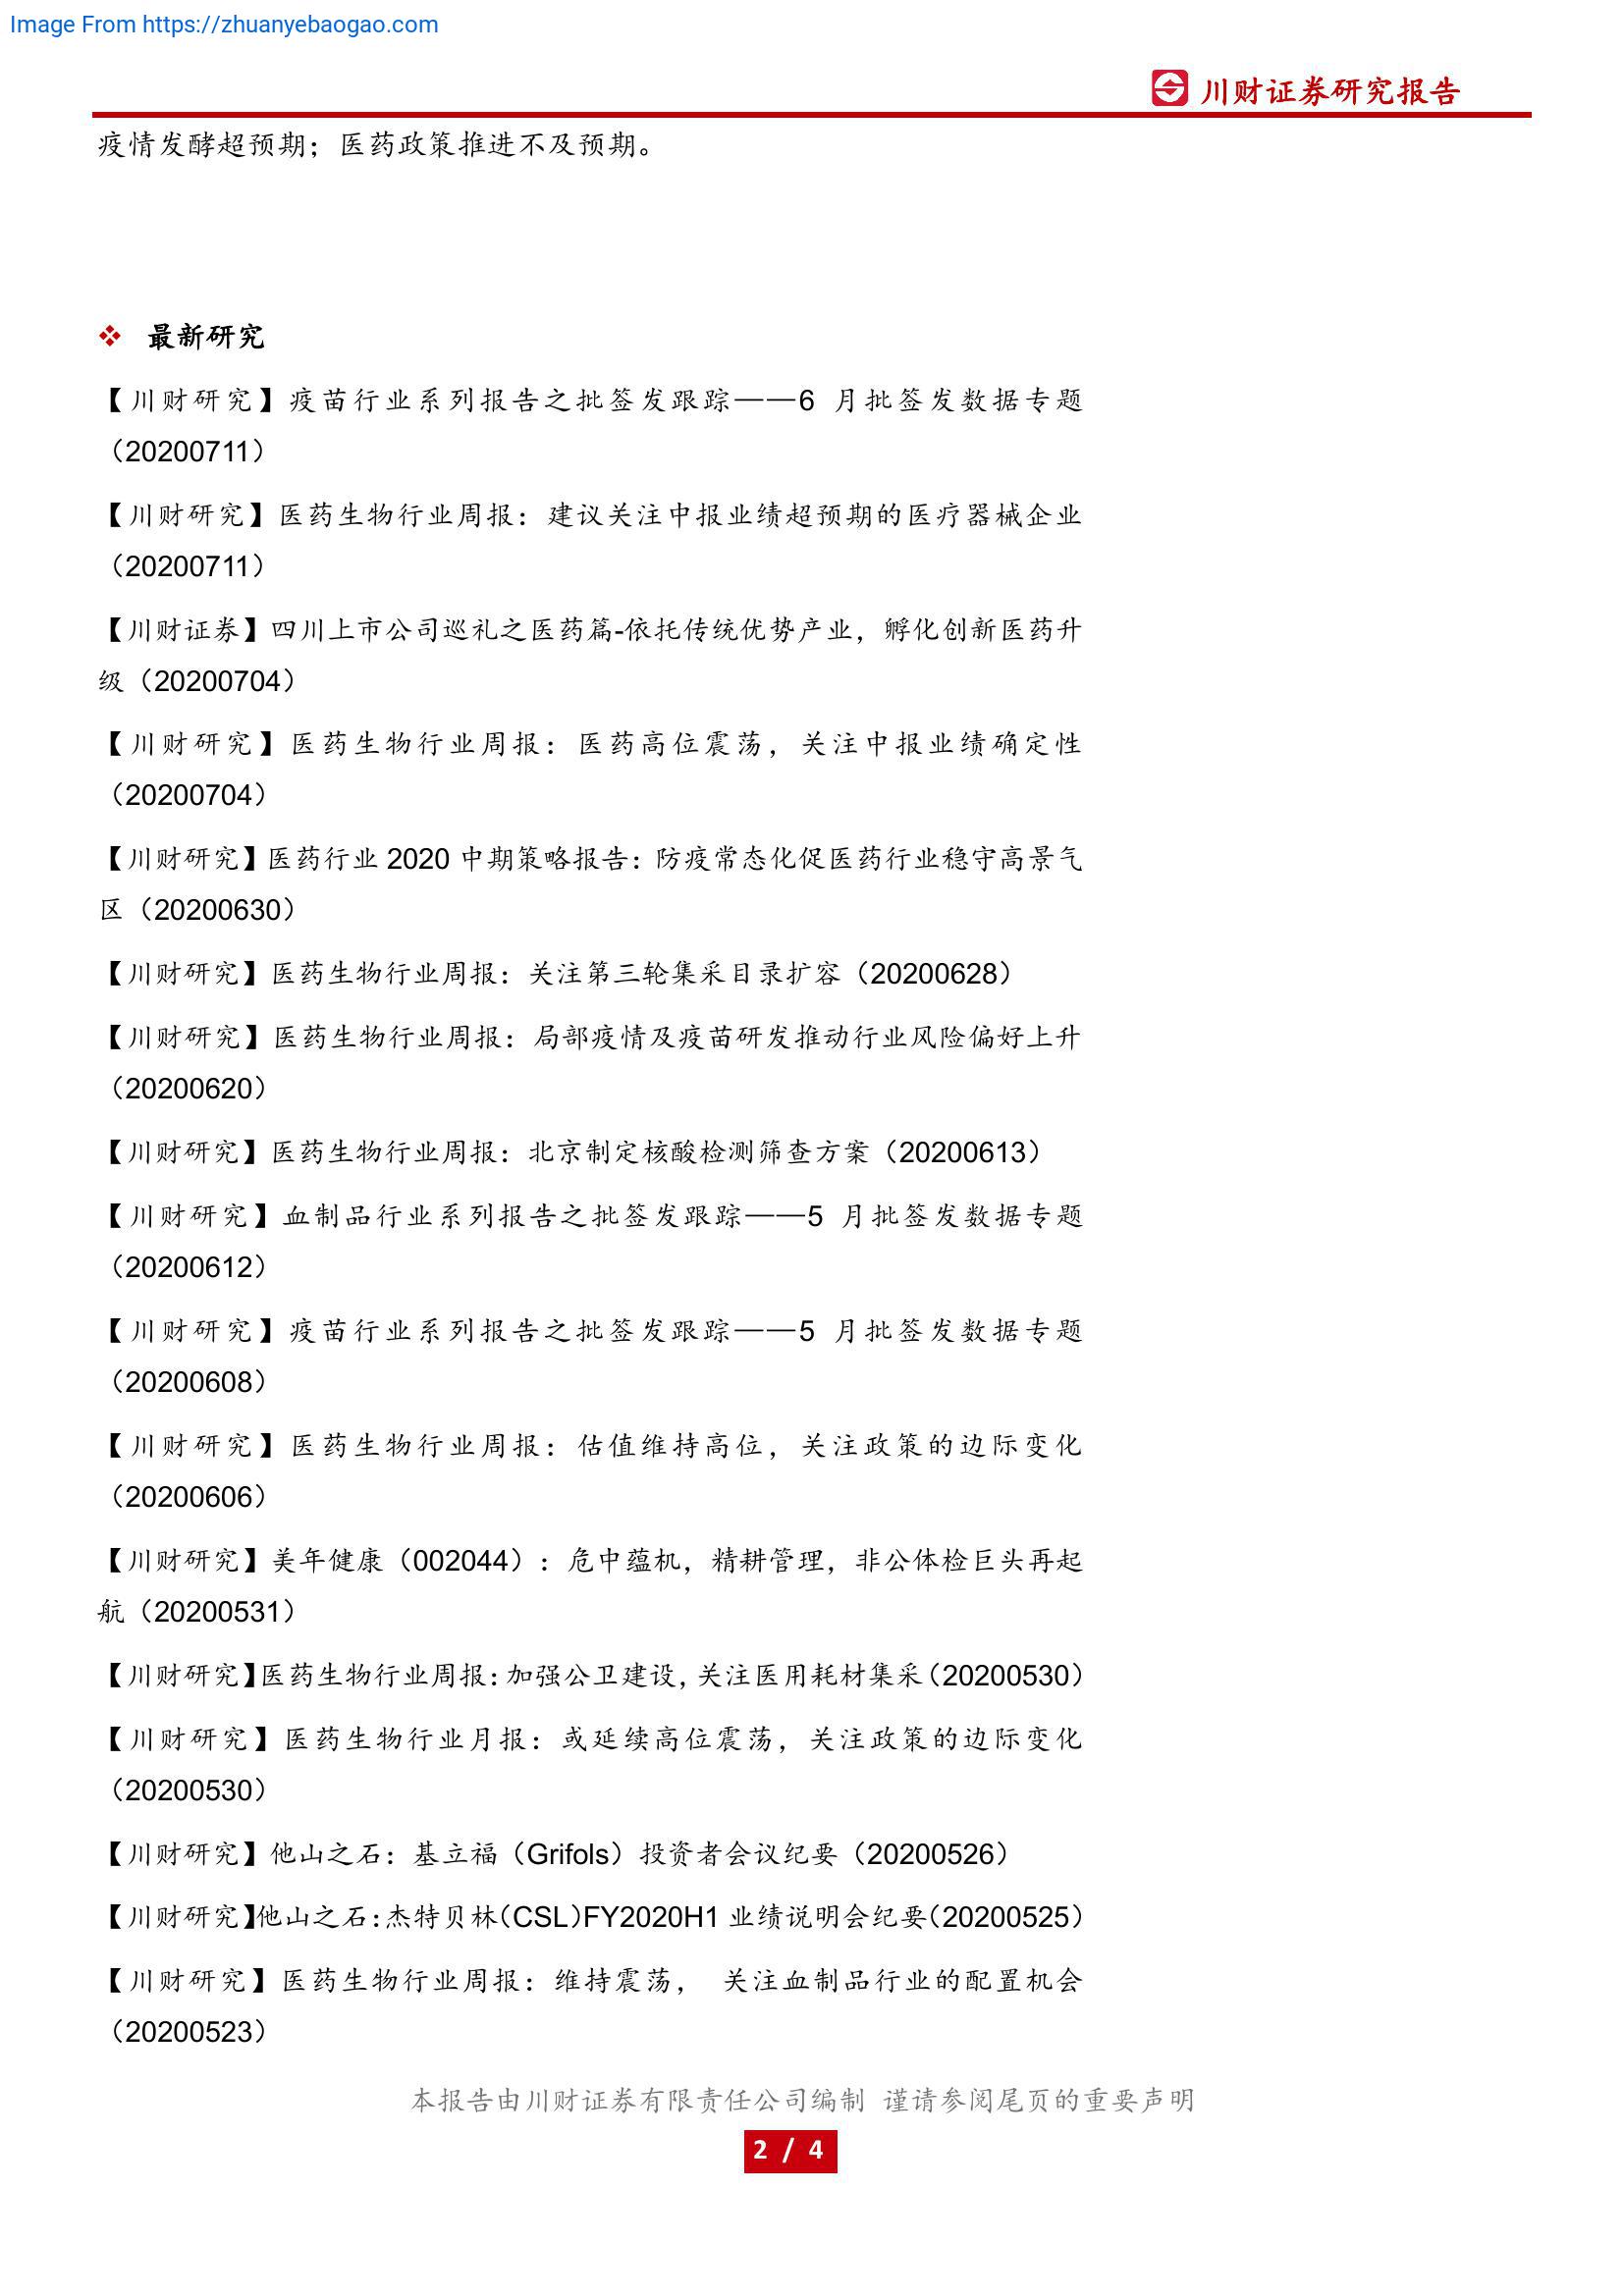 Image From https://zhuanyebaogao.com
川财证券研究报告
疫情发酵超预期；医药政策推进不及预期。
❖ 最新研究
【川财研究】疫苗行业系列报告之批签发跟踪——6 月批签发数据专题
（20200711）
【川财研究】医药生物行业周报：建议关注中报业绩超预期的医疗器械企业
（20200711）
【川财证券】四川上市公司巡礼之医药篇-依托传统优势产业，孵化创新医药升
级（20200704）
【川财研究】医药生物行业周报：医药高位震荡，关注中报业绩确定性
（20200704）
【川财研究】医药行业 2020 中期策略报告：防疫常态化促医药行业稳守高景气
区（20200630）
【川财研究】医药生物行业周报：关注第三轮集采目录扩容（20200628）
【川财研究】医药生物行业周报：局部疫情及疫苗研发推动行业风险偏好上升
（20200620）
【川财研究】医药生物行业周报：北京制定核酸检测筛查方案（20200613）
【川财研究】血制品行业系列报告之批签发跟踪——5 月批签发数据专题
（20200612）
【川财研究】疫苗行业系列报告之批签发跟踪——5 月批签发数据专题
（20200608）
【川财研究】医药生物行业周报：估值维持高位，关注政策的边际变化
（20200606）
【川财研究】美年健康（002044）：危中蕴机，精耕管理，非公体检巨头再起
航（20200531）
【川财研究】医药生物行业周报：加强公卫建设，关注医用耗材集采（20200530）
【川财研究】医药生物行业月报：或延续高位震荡，关注政策的边际变化
（20200530）
【川财研究】他山之石：基立福（Grifols）投资者会议纪要（20200526）
【川财研究】他山之石：杰特贝林（CSL）FY2020H1 业绩说明会纪要（20200525）
【川财研究】医药生物行业周报：维持震荡， 关注血制品行业的配置机会
（20200523）
本报告由川财证券有限责任公司编制 谨请参阅尾页的重要声明
2 / 4